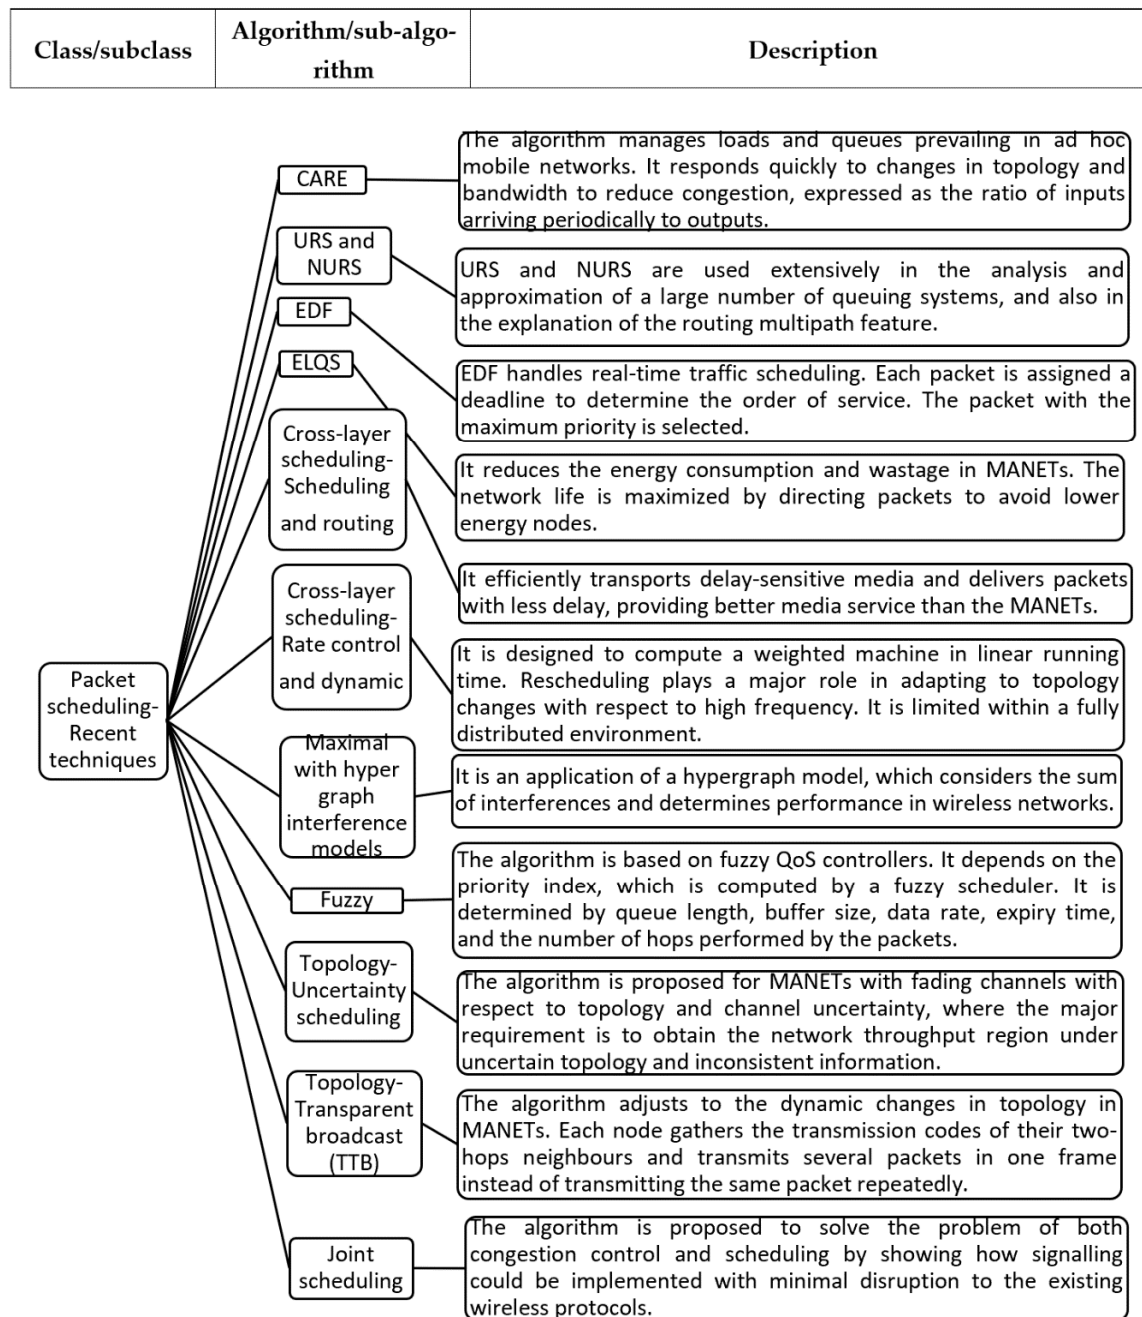 Class/subclass
Algorithm/sub-algo-
rithm
Description
CARE
The algorithm manages loads and queues prevailing in ad hoc
mobile networks. It responds quickly to changes in topology and
bandwidth to reduce congestion, expressed as the ratio of inputs
arriving periodically to outputs.
URS and
NURS
URS and NURS are used extensively in the analysis and
approximation of a large number of queuing systems, and also in
the explanation of the routing multipath feature.
EDF
EDF handles real-time traffic scheduling. Each packet is assigned a
deadline to determine the order of service. The packet with the
maximum priority is selected.
ELQS
It reduces the energy consumption and wastage in MANETs. The
network life is maximized by directing packets to avoid lower
energy nodes.
Cross-layer
scheduling-
Scheduling
and routing
It efficiently transports delay-sensitive media and delivers packets
with less delay, providing better media service than the MANETs.
Cross-layer
scheduling-
Rate control
and dynamic
It is designed to compute a weighted machine in linear running
time. Rescheduling plays a major role in adapting to topology
changes with respect to high frequency. It is limited within a fully
distributed environment.
Packet
scheduling-
Recent
techniques
Maximal
with hyper
graph
interference
models
It is an application of a hypergraph model, which considers the sum
of interferences and determines performance in wireless networks.
Fuzzy
The algorithm is based on fuzzy QoS controllers. It depends on the
priority index, which is computed by a fuzzy scheduler. It is
determined by queue length, buffer size, data rate, expiry time,
and the number of hops performed by the packets.
Topology-
Uncertainty
scheduling
The algorithm is proposed for MANETs with fading channels with
respect to topology and channel uncertainty, where the major
requirement is to obtain the network throughput region under
uncertain topology and inconsistent information.
Topology-
Transparent
broadcast
(TTB)
The algorithm adjusts to the dynamic changes in topology in
MANETs. Each node gathers the transmission codes of their two-
hops neighbours and transmits several packets in one frame
instead of transmitting the same packet repeatedly.
Joint
scheduling
The algorithm is proposed to solve the problem of both
congestion control and scheduling by showing how signalling
could be implemented with minimal disruption to the existing
wireless protocols.